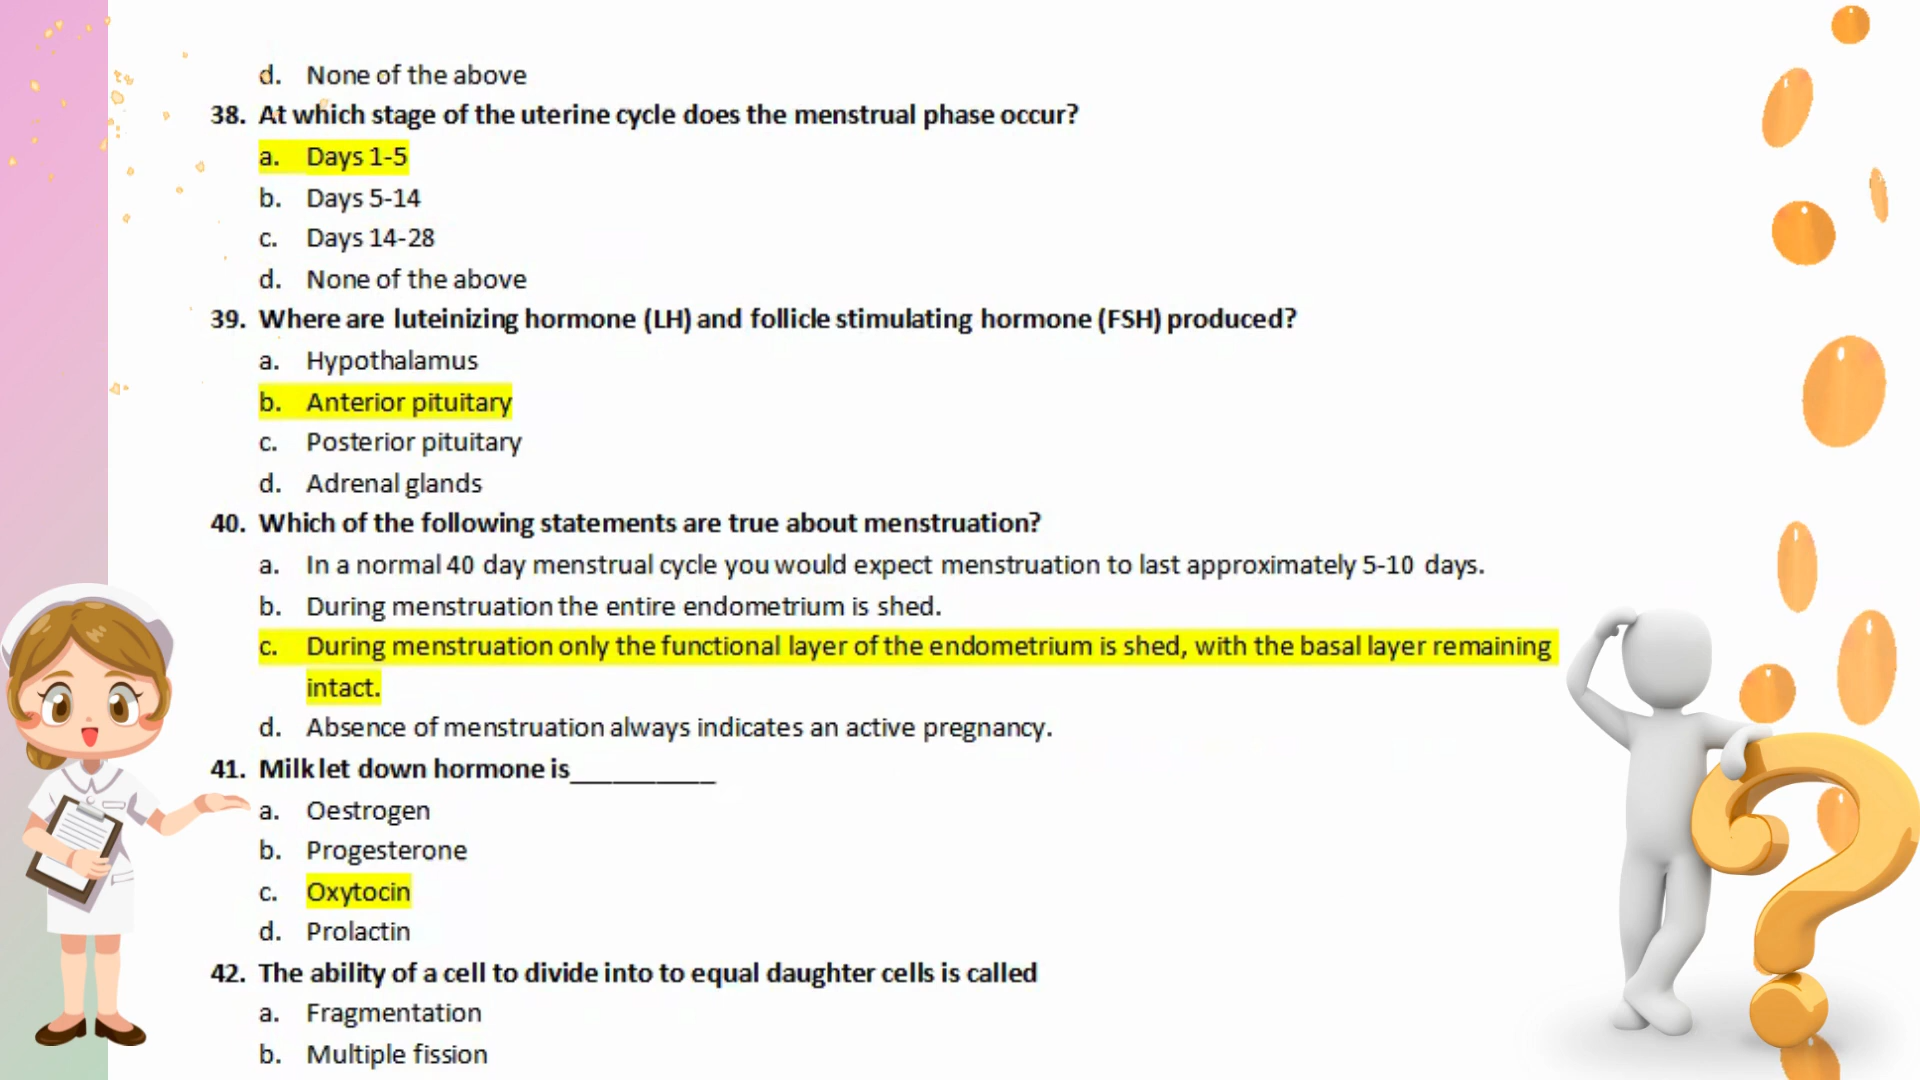 d. None of the above
38. At which stage of the uterine cycle does the menstrual phase occur?
a. Days 1-5
b. Days 5-14
c. Days 14-28
d. None of the above
39. Where are luteinizing hormone (LH) and follicle stimulating hormone (FSH) produced?
a. Hypothalamus
b. Anterior pituitary
c. Posterior pituitary
d. Adrenal glands
40. Which of the following statements are true about menstruation?
a. In a normal 40 day menstrual cycle you would expect menstruation to last approximately 5-10 days.
b. During menstruation the entire endometrium is shed.
c. During menstruation only the functional layer of the endometrium is shed, with the basal layer remaining
intact.
d. Absence of menstruation always indicates an active pregnancy.
41. Milk let down hormone is__________
a. Oestrogen
b. Progesterone
c. Oxytocin
d. Prolactin
42. The ability of a cell to divide into to equal daughter cells is called
a. Fragmentation
b. Multiple fission